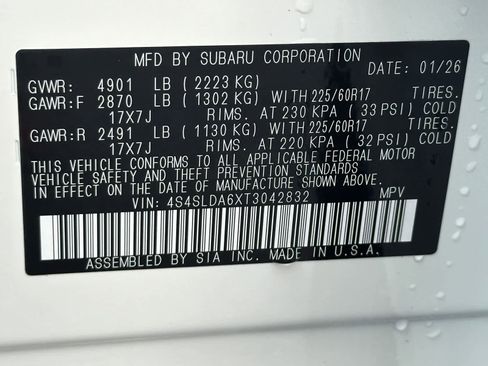 MFD BY SUBARU CORPORATION
DATE: 01/26
GVWR: 4901 LB ( 2223 KG)
GAWR:F 2870 LB ( 1302 KG) WITH 225/60R17 TIRES.
17X7J RIMS. AT 230 KPA ( 33 PSI) COLD
GAWR:R 2491 LB ( 1130 KG) WITH 225/60R17 TIRES.
17X7J RIMS. AT 220 KPA ( 32 PSI) COLD
THIS VEHICLE CONFORMS TO ALL APPLICABLE FEDERAL MOTOR
VEHICLE SAFETY AND THEFT PREVENTION STANDARDS
IN EFFECT ON THE DATE OF MANUFACTURE SHOWN ABOVE.
VIN: 4S4SLDA6XT3042832 MPV
ASSEMBLED BY SIA INC. MADE IN U.S.A.